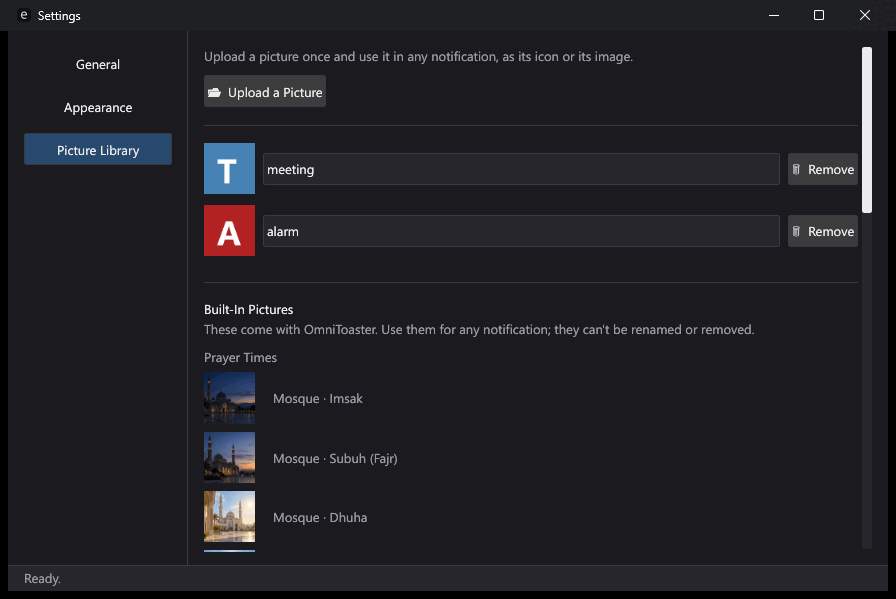 e Settings
General
Appearance
Picture Library
Upload a picture once and use it in any notification, as its icon or its image.
Upload a Picture
T meeting Remove
A alarm Remove
Built-In Pictures
These come with OmniToaster. Use them for any notification; they can't be renamed or removed.
Prayer Times
Mosque · Imsak
Mosque · Subuh (Fajr)
Mosque · Dhuha
Ready.